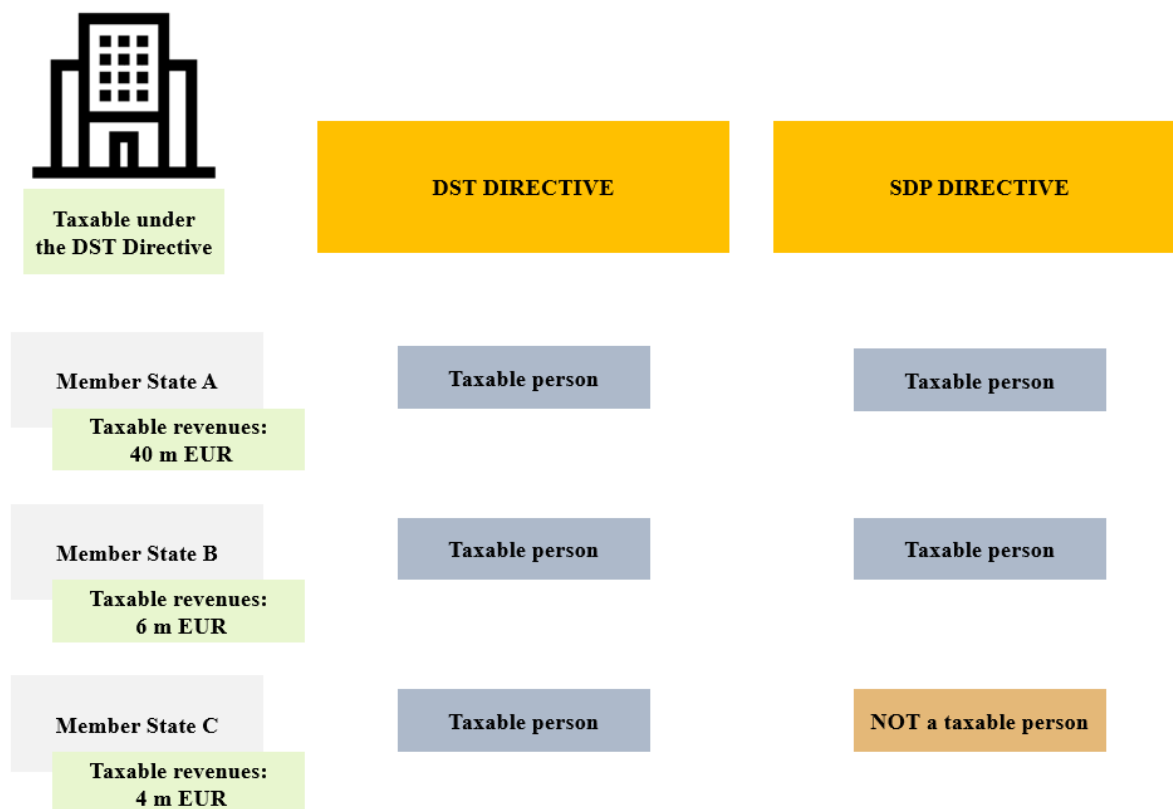 Taxable under
the DST Directive
DST DIRECTIVE
SDP DIRECTIVE
Member State A
Taxable revenues:
40 m EUR
Taxable person
Taxable person
Member State B
Taxable revenues:
6 m EUR
Taxable person
Taxable person
Member State C
Taxable revenues:
4 m EUR
Taxable person
NOT a taxable person